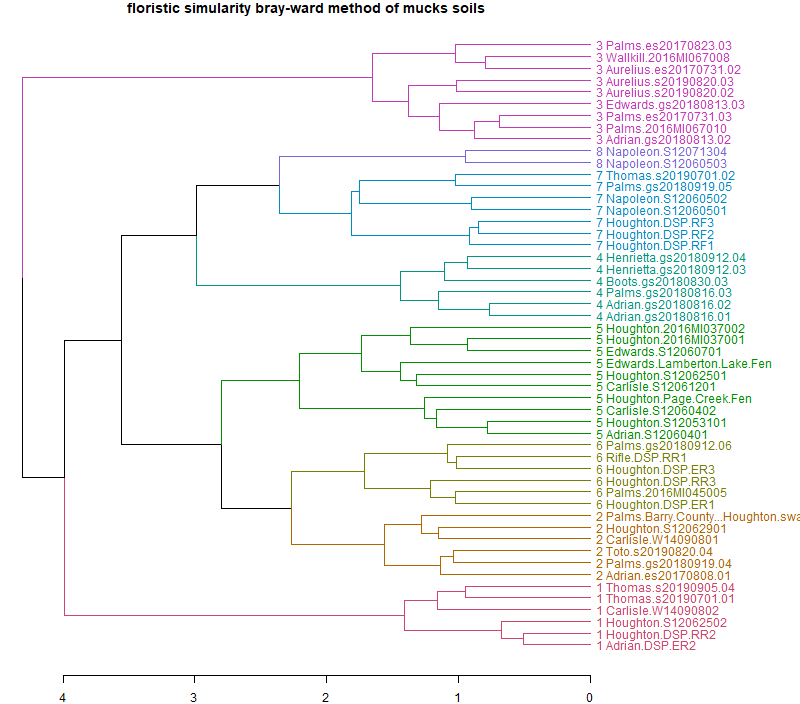 floristic simularity bray-ward method of mucks soils
3 Palms.es20170823.03
3 Wallkill.2016MI067008
3 Aurelius.es20170731.02
3 Aurelius.s20190820.03
3 Aurelius.s20190820.02
3 Edwards.gs20180813.03
3 Palms.es20170731.03
3 Palms.2016MI067010
3 Adrian.gs20180813.02
8 Napoleon.S12071304
8 Napoleon.S12060503
7 Thomas.s20190701.02
7 Palms.gs20180919.05
7 Napoleon.S12060502
7 Napoleon.S12060501
7 Houghton.DSP.RF3
7 Houghton.DSP.RF2
7 Houghton.DSP.RF1
4 Henrietta.gs20180912.04
4 Henrietta.gs20180912.03
4 Boots.gs20180830.03
4 Palms.gs20180816.03
4 Adrian.gs20180816.02
4 Adrian.gs20180816.01
5 Houghton.2016MI037002
5 Houghton.2016MI037001
5 Edwards.S12060701
5 Edwards.Lamberton.Lake.Fen
5 Houghton.S12062501
5 Carlisle.S12061201
5 Houghton.Page.Creek.Fen
5 Carlisle.S12060402
5 Houghton.S12053101
5 Adrian.S12060401
6 Palms.gs20180912.06
6 Rifle.DSP.RR1
6 Houghton.DSP.ER3
6 Houghton.DSP.RR3
6 Palms.2016MI045005
6 Houghton.DSP.ER1
2 Palms.Barry.County...Houghton.swa
2 Houghton.S12062901
2 Carlisle.W14090801
2 Toto.s20190820.04
2 Palms.gs20180919.04
2 Adrian.es20170808.01
1 Thomas.s20190905.04
1 Thomas.s20190701.01
1 Carlisle.W14090802
1 Houghton.S12062502
1 Houghton.DSP.RR2
1 Adrian.DSP.ER2
4 3 2 1 0